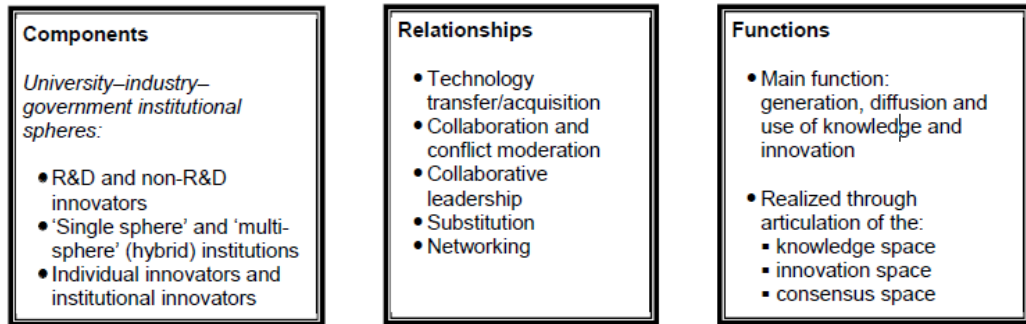 Components
University–industry–
government institutional
spheres:
• R&D and non-R&D
innovators
• 'Single sphere' and 'multi-
sphere' (hybrid) institutions
• Individual innovators and
institutional innovators
Relationships
• Technology
transfer/acquisition
• Collaboration and
conflict moderation
• Collaborative
leadership
• Substitution
• Networking
Functions
• Main function:
generation, diffusion and
use of knowledge and
innovation
• Realized through
articulation of the:
▪ knowledge space
▪ innovation space
▪ consensus space